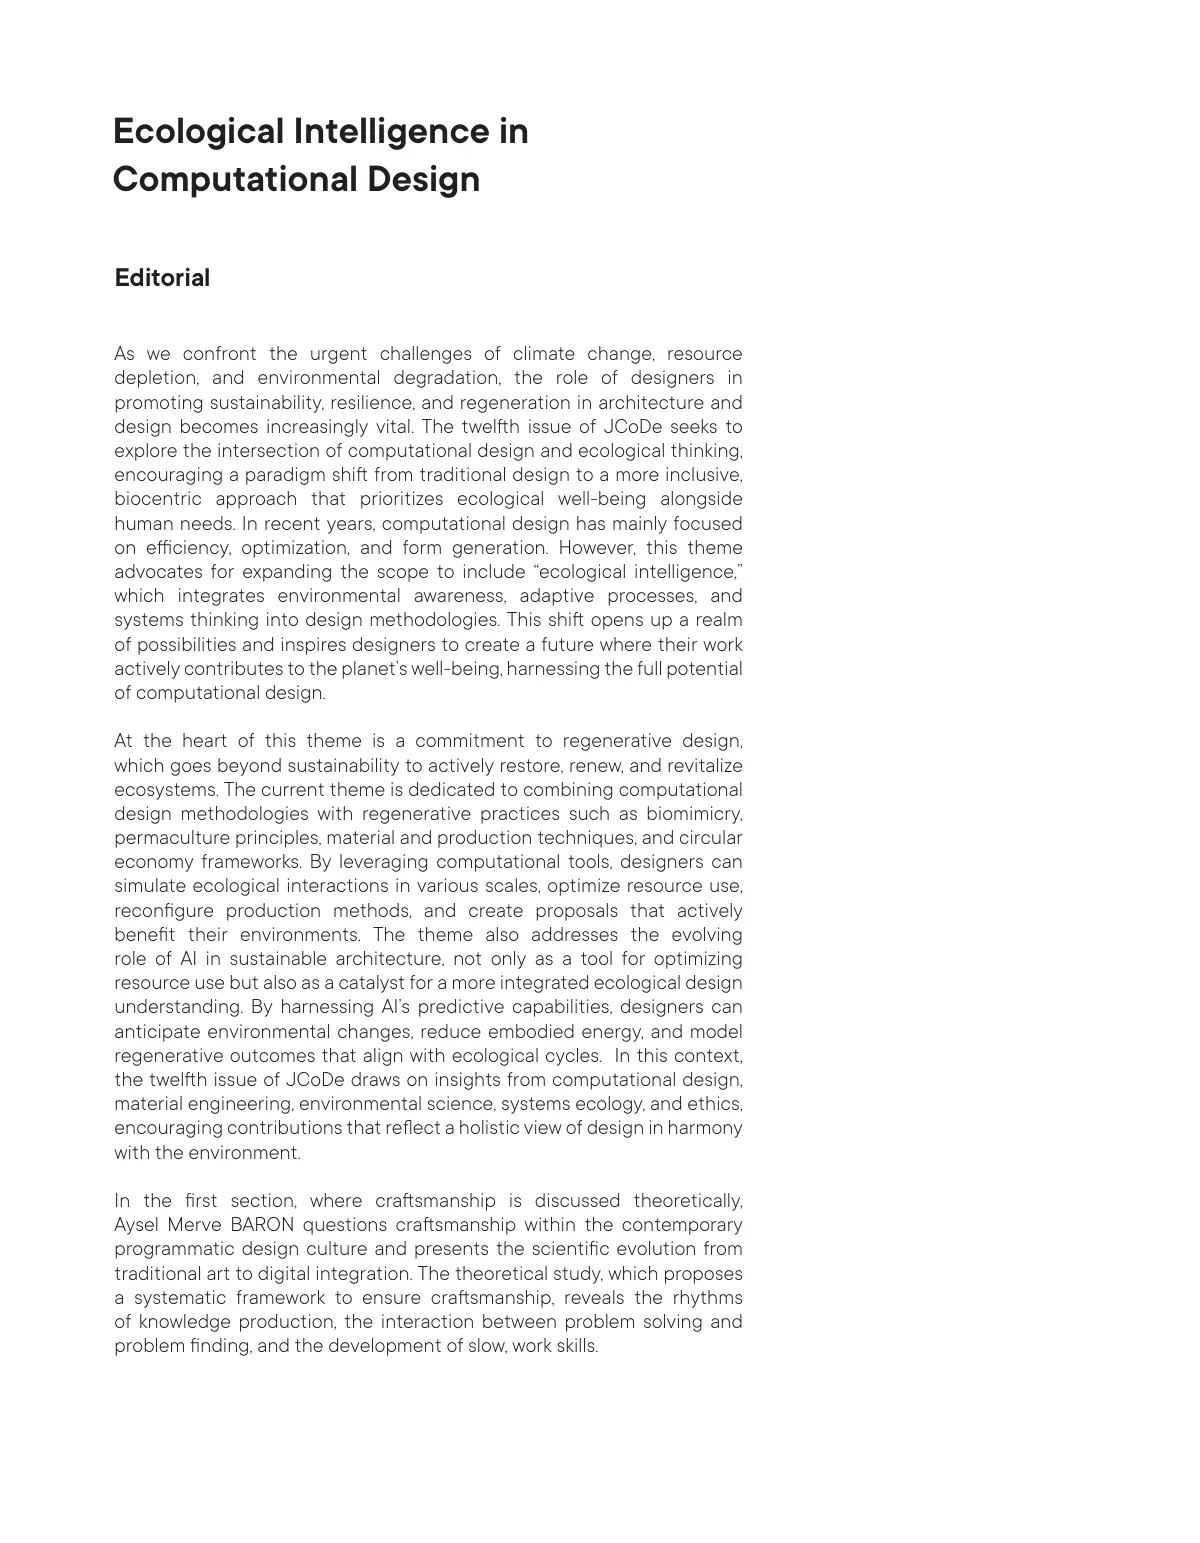 Ecological Intelligence in
Computational Design
Editorial
As we confront the urgent challenges of climate change, resource
depletion, and environmental degradation, the role of designers in
promoting sustainability, resilience, and regeneration in architecture and
design becomes increasingly vital. The twelfth issue of JCoDe seeks to
explore the intersection of computational design and ecological thinking,
encouraging a paradigm shift from traditional design to a more inclusive,
biocentric approach that prioritizes ecological well-being alongside
human needs. In recent years, computational design has mainly focused
on efficiency, optimization, and form generation. However, this theme
advocates for expanding the scope to include “ecological intelligence,”
which integrates environmental awareness, adaptive processes, and
systems thinking into design methodologies. This shift opens up a realm
of possibilities and inspires designers to create a future where their work
actively contributes to the planet’s well-being, harnessing the full potential
of computational design.
At the heart of this theme is a commitment to regenerative design,
which goes beyond sustainability to actively restore, renew, and revitalize
ecosystems. The current theme is dedicated to combining computational
design methodologies with regenerative practices such as biomimicry,
permaculture principles, material and production techniques, and circular
economy frameworks. By leveraging computational tools, designers can
simulate ecological interactions in various scales, optimize resource use,
reconfigure production methods, and create proposals that actively
benefit their environments. The theme also addresses the evolving
role of AI in sustainable architecture, not only as a tool for optimizing
resource use but also as a catalyst for a more integrated ecological design
understanding. By harnessing AI’s predictive capabilities, designers can
anticipate environmental changes, reduce embodied energy, and model
regenerative outcomes that align with ecological cycles.  In this context,
the twelfth issue of JCoDe draws on insights from computational design,
material engineering, environmental science, systems ecology, and ethics,
encouraging contributions that reflect a holistic view of design in harmony
with the environment.
In the first section, where craftsmanship is discussed theoretically,
Aysel Merve BARON questions craftsmanship within the contemporary
programmatic design culture and presents the scientific evolution from
traditional art to digital integration. The theoretical study, which proposes
a systematic framework to ensure craftsmanship, reveals the rhythms
of knowledge production, the interaction between problem solving and
problem finding, and the development of slow, work skills.